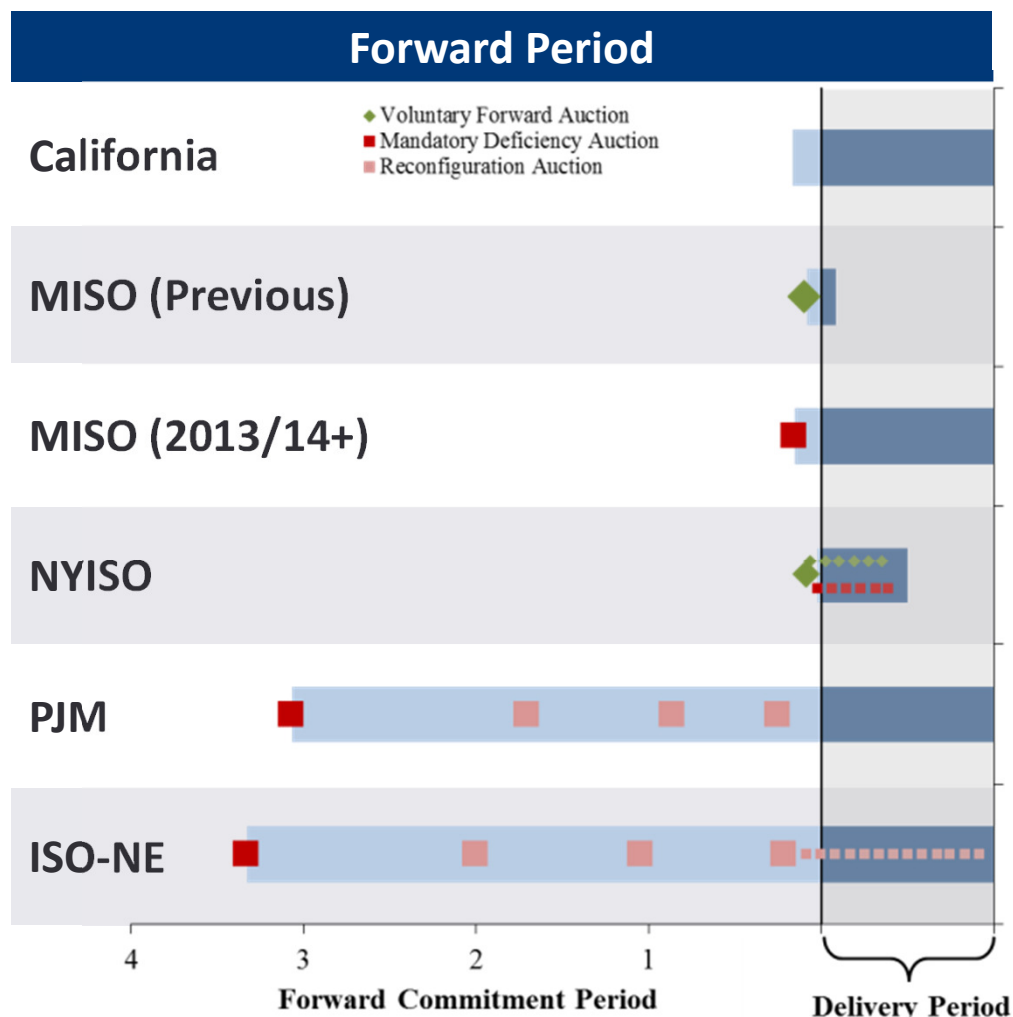 Forward Period
Voluntary Forward Auction
Mandatory Deficiency Auction
Reconfiguration Auction
California
MISO (Previous)
MISO (2013/14+)
NYISO
PJM
ISO-NE
4 3 2 1
Forward Commitment Period
Delivery Period